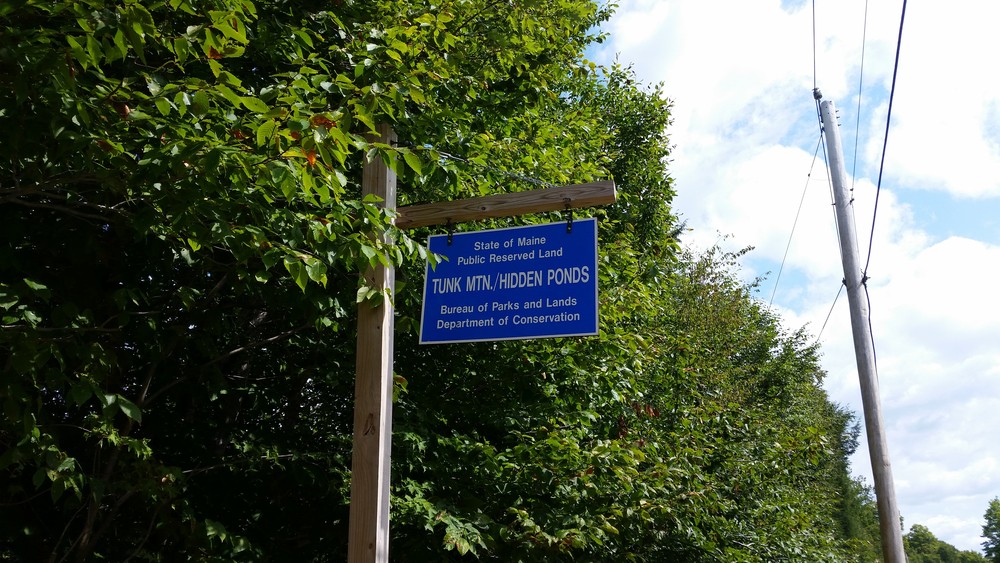 State of Maine
Public Reserved Land
TUNK MTN./HIDDEN PONDS
Bureau of Parks and Lands
Department of Conservation